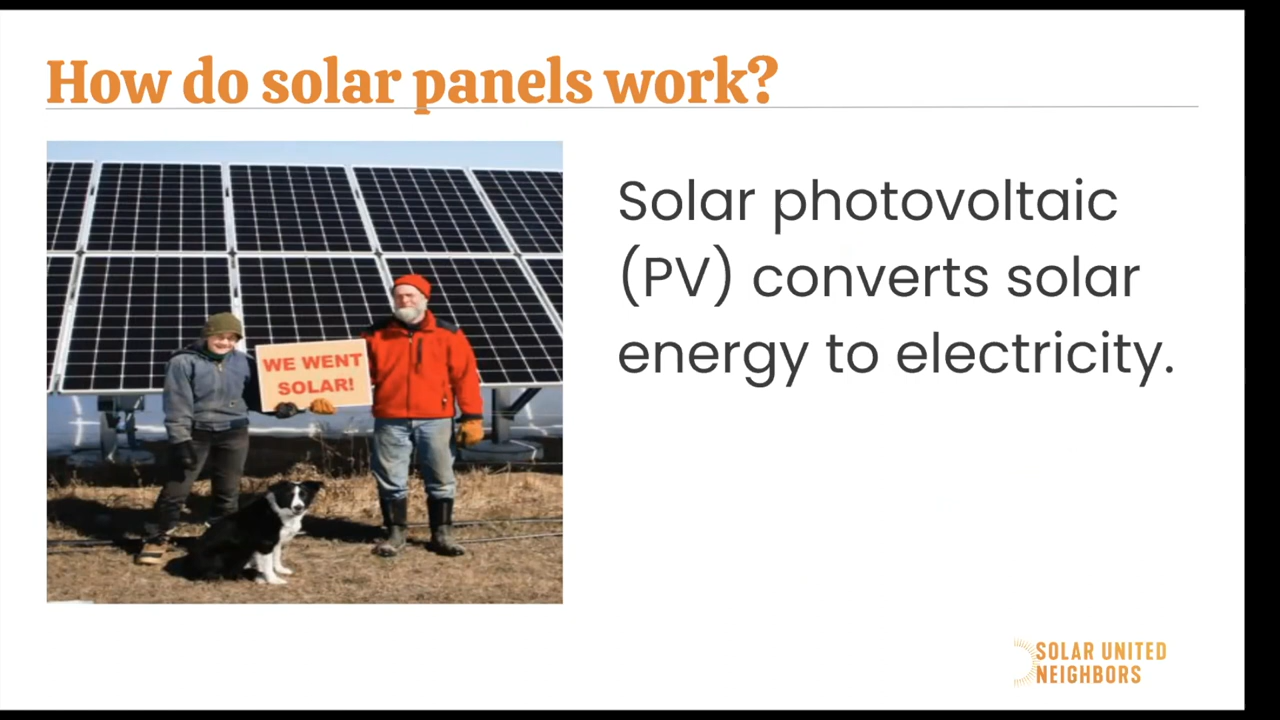 How do solar panels work?
WE WENT
SOLAR!
Solar photovoltaic
(PV) converts solar
energy to electricity.
SOLAR UNITED
NEIGHBORS